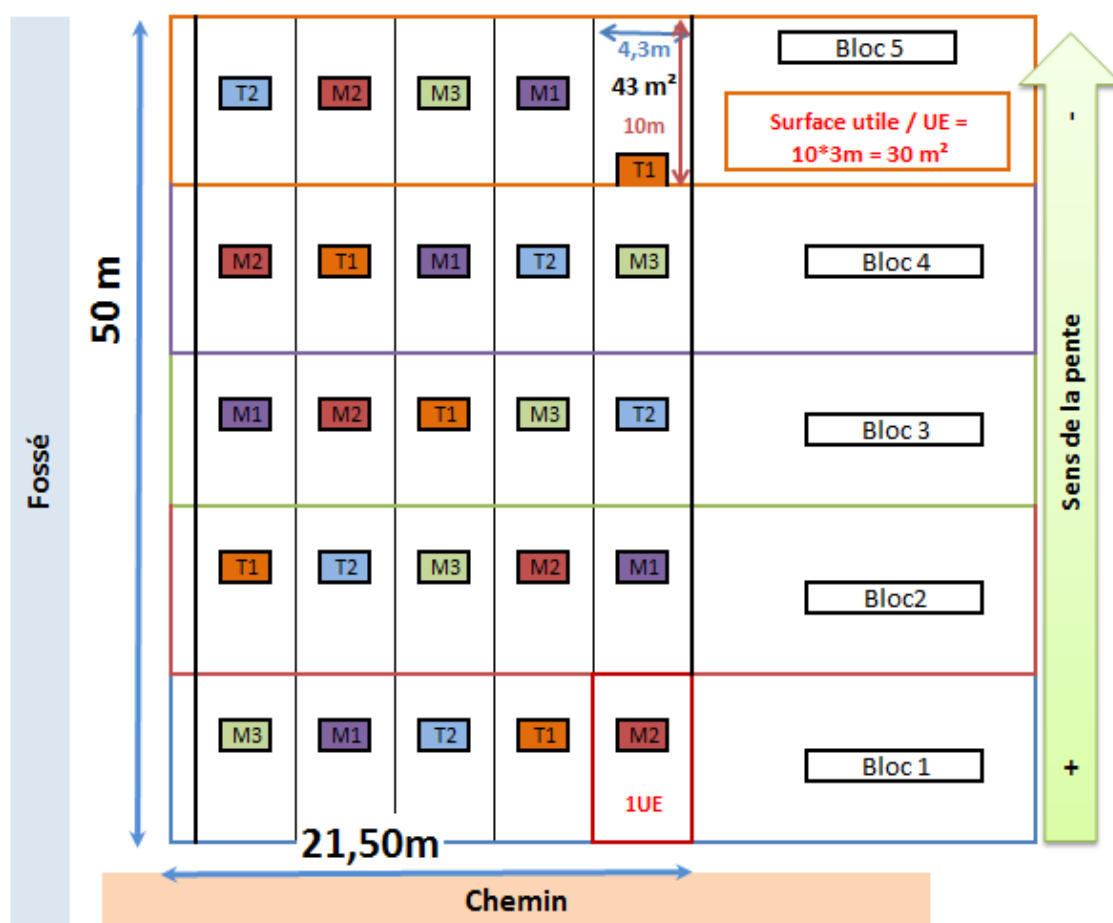 4,3m
Bloc 5
T2 M2 M3 M1 43 m²
10m
T1
Surface utile / UE =
10*3m = 30 m²
-
50 m
M2 T1 M1 T2 M3 Bloc 4
Fossé
Sens de la pente
M1 M2 T1 M3 T2 Bloc 3
T1 T2 M3 M2 M1 Bloc2
M3 M1 T2 T1 M2 Bloc 1
+
1UE
21,50m
Chemin